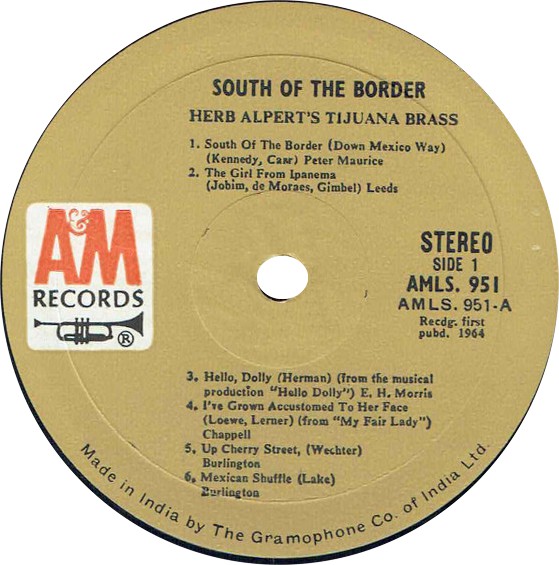 SOUTH OF THE BORDER
HERB ALPERT'S TIJUANA BRASS
1. South Of The Border (Down Mexico Way)
(Kennedy, Carr) Peter Maurice
2. The Girl From Ipanema
(Jobim, de Moraes, Gimbel) Leeds
A&M
RECORDS
®
STEREO
SIDE 1
AMLS. 951
AMLS. 951-A
Recdg. first
pubd. 1964
3. Hello, Dolly (Herman) (from the musical
production "Hello Dolly") E. H. Morris
4. I've Grown Accustomed To Her Face
(Loewe, Lerner) (from "My Fair Lady")
Chappell
5. Up Cherry Street, (Wechter)
Burlington
6. Mexican Shuffle (Lake)
Burlington
Made in India by The Gramophone Co. of India Ltd.